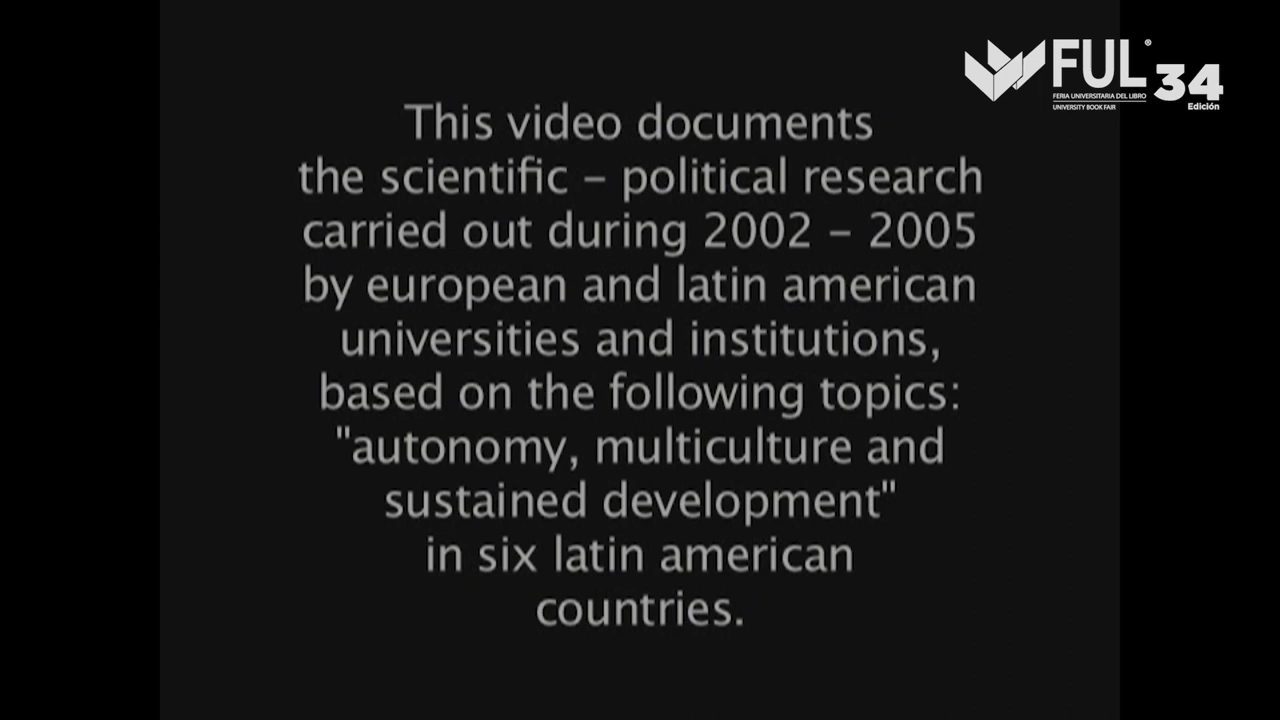 FUL®
34
FERIA UNIVERSITARIA DEL LIBRO
UNIVERSITY BOOK FAIR
Edición
This video documents
the scientific – political research
carried out during 2002 – 2005
by european and latin american
universities and institutions,
based on the following topics:
"autonomy, multiculture and
sustained development"
in six latin american
countries.